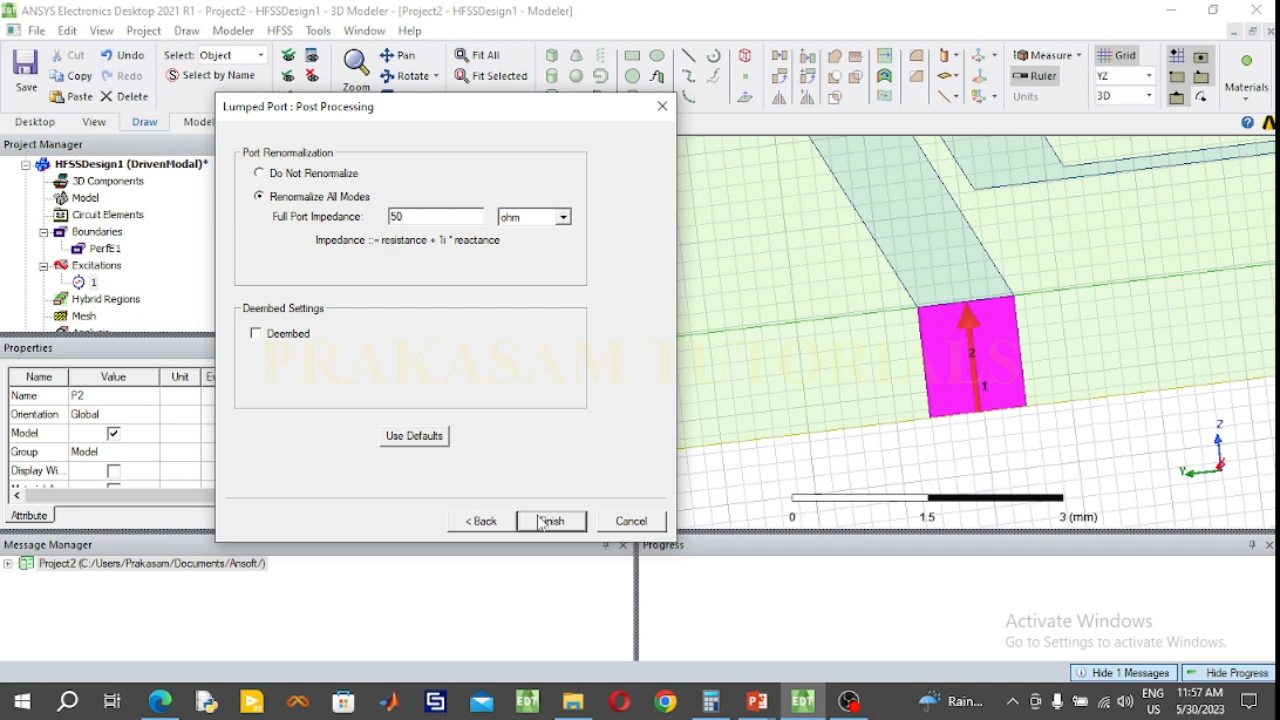 ANSYS Electronics Desktop 2021 R1 - Project2 - HFSSDesign1 - 3D Modeler - [Project2 - HFSSDesign1 - Modeler]
File Edit View Project Draw Modeler HFSS Tools Window Help
Save
Cut
Copy
Paste
Undo
Redo
Delete
Select: Object
Select by Name
Zoom
Pan
Rotate
Fit All
Fit Selected
Measure
Ruler
Units
Grid
YZ
3D
Materials
Desktop View Draw Model
Project Manager
HFSSDesign1 (DrivenModal)*
3D Components
Model
Circuit Elements
Boundaries
PerfE1
Excitations
1
Hybrid Regions
Mesh
Properties
Name Value Unit
Name P2
Orientation Global
Model
Group Model
Display Wi...
Attribute
Lumped Port : Post Processing
Port Renormalization
Do Not Renormalize
Renormalize All Modes
Full Port Impedance: 50 ohm
Impedance ::= resistance + 1i * reactance
Deembed Settings
Deembed
Use Defaults
< Back Finish Cancel
PRAKASAM TUTORIALS
2
1
Z
Y
0 1.5 3 (mm)
Message Manager
Project2 (C:/Users/Prakasam/Documents/Ansoft/)
Progress
Activate Windows
Go to Settings to activate Windows.
Hide 1 Messages Hide Progress
EDT
EDT
Rain...
ENG
US
11:57 AM
5/30/2023